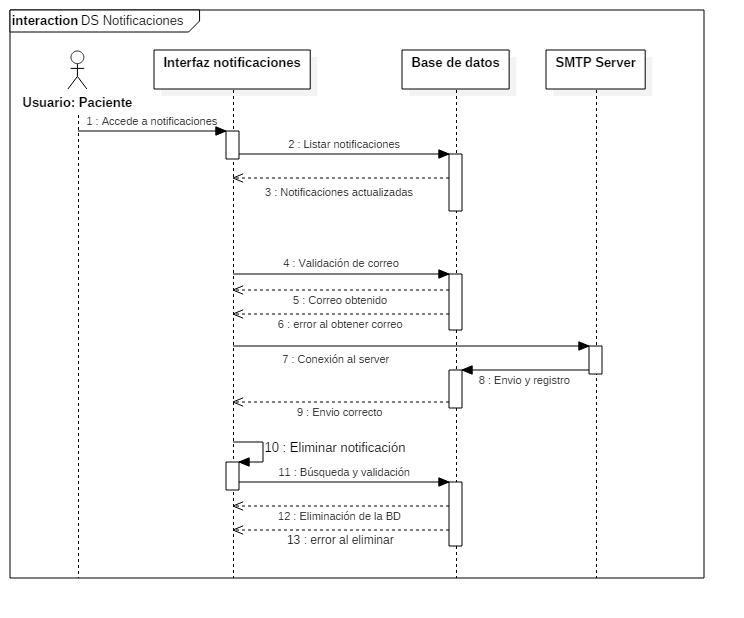 interaction DS Notificaciones
Interfaz notificaciones
Base de datos
SMTP Server
Usuario: Paciente
1 : Accede a notificaciones
2 : Listar notificaciones
3 : Notificaciones actualizadas
4 : Validación de correo
5 : Correo obtenido
6 : error al obtener correo
7 : Conexión al server
8 : Envio y registro
9 : Envio correcto
10 : Eliminar notificación
11 : Búsqueda y validación
12 : Eliminación de la BD
13 : error al eliminar